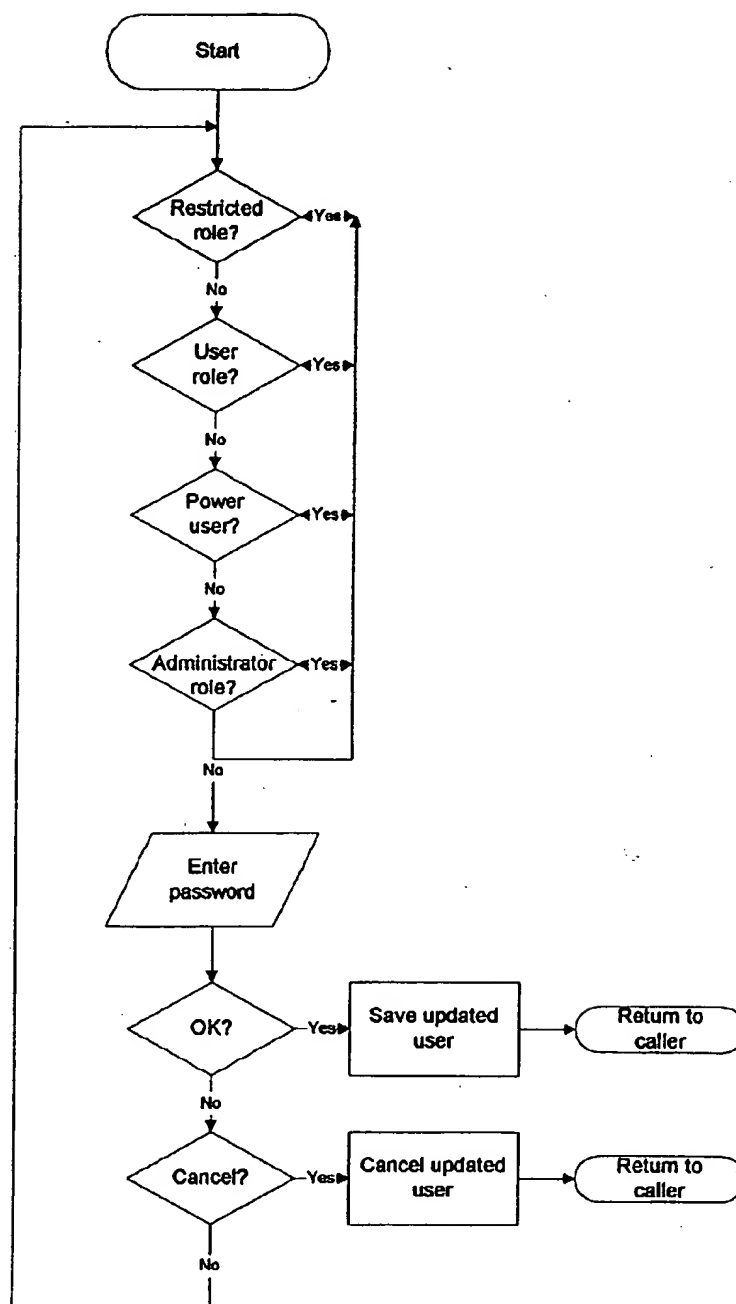 Start
Restricted
role?
Yes
No
User
role?
Yes
No
Power
user?
Yes
No
Administrator
role?
Yes
No
Enter
password
OK?
Yes
Save updated
user
Return to
caller
No
Cancel?
Yes
Cancel updated
user
Return to
caller
No